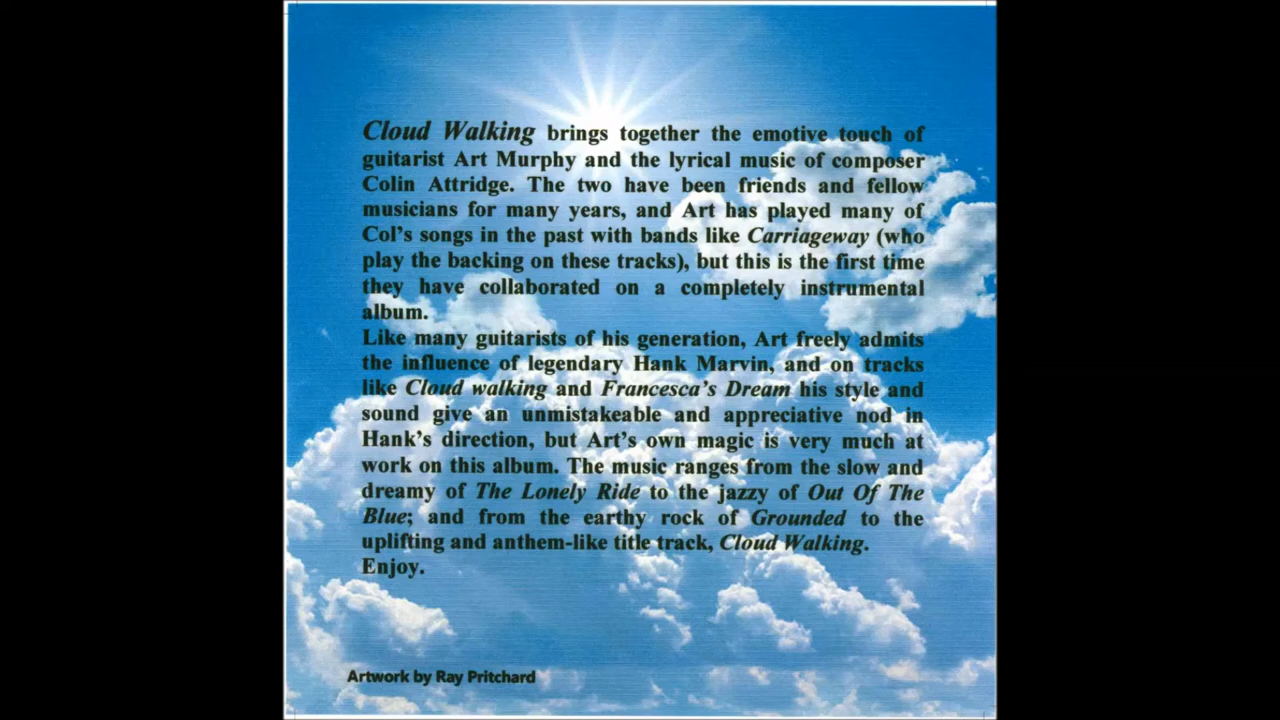 Cloud Walking brings together the emotive touch of
guitarist Art Murphy and the lyrical music of composer
Colin Attridge. The two have been friends and fellow
musicians for many years, and Art has played many of
Col's songs in the past with bands like Carriageway (who
play the backing on these tracks), but this is the first time
they have collaborated on a completely instrumental
album.
Like many guitarists of his generation, Art freely admits
the influence of legendary Hank Marvin, and on tracks
like Cloud walking and Francesca's Dream his style and
sound give an unmistakeable and appreciative nod in
Hank's direction, but Art's own magic is very much at
work on this album. The music ranges from the slow and
dreamy of The Lonely Ride to the jazzy of Out Of The
Blue; and from the earthy rock of Grounded to the
uplifting and anthem-like title track, Cloud Walking.
Enjoy.
Artwork by Ray Pritchard